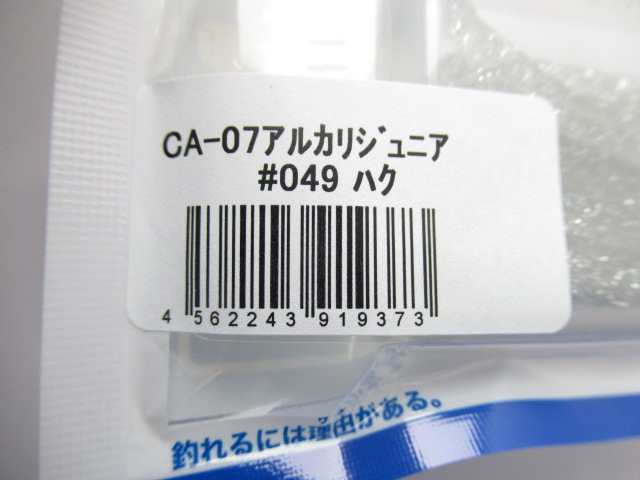 CA-07アルカリジュニア
#049 ハク
4 562243 919373
釣れるには理由がある。